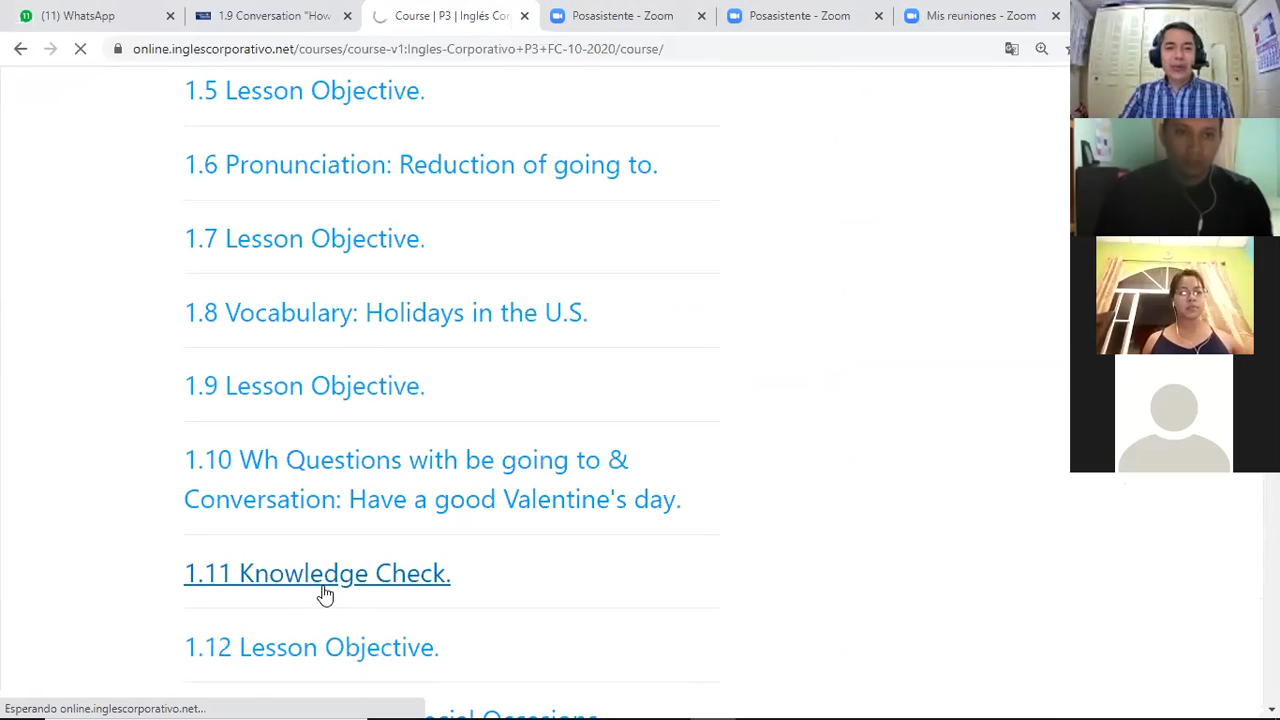 (11) WhatsApp
1.9 Conversation "How
Course | P3 | Inglés Cor
Posasistente - Zoom
Posasistente - Zoom
Mis reuniones - Zoom
online.inglescorporativo.net/courses/course-v1:Ingles-Corporativo+P3+FC-10-2020/course/
1.5 Lesson Objective.
1.6 Pronunciation: Reduction of going to.
1.7 Lesson Objective.
1.8 Vocabulary: Holidays in the U.S.
1.9 Lesson Objective.
1.10 Wh Questions with be going to &
Conversation: Have a good Valentine's day.
1.11 Knowledge Check.
1.12 Lesson Objective.
Esperando online.inglescorporativo.net...
Occasions